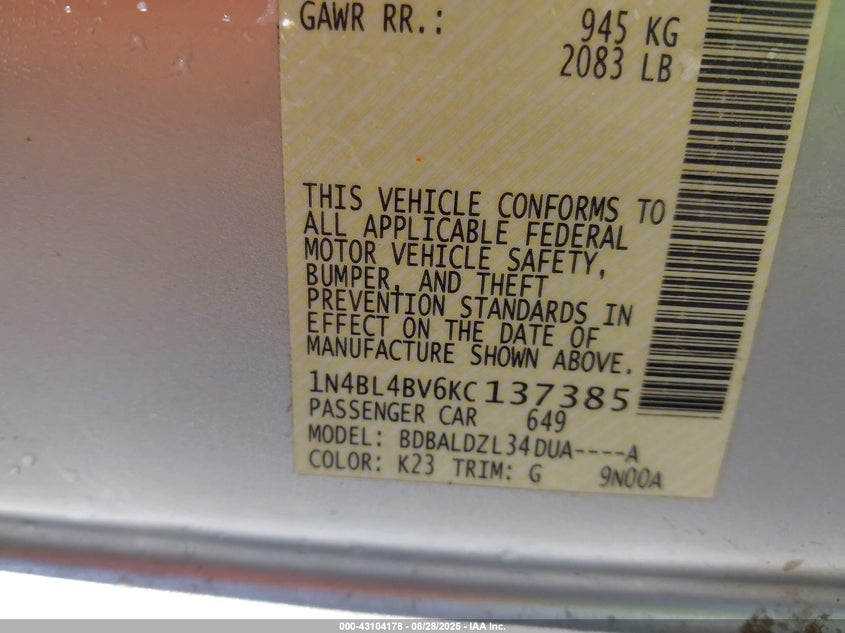 GAWR RR.: 945 KG
2083 LB
THIS VEHICLE CONFORMS TO
ALL APPLICABLE FEDERAL
MOTOR VEHICLE SAFETY,
BUMPER, AND THEFT
PREVENTION STANDARDS IN
EFFECT ON THE DATE OF
MANUFACTURE SHOWN ABOVE.
1N4BL4BV6KC137385
PASSENGER CAR 649
MODEL: BDBALDZL34DUA----A
COLOR: K23 TRIM: G 9N00A
000-43104178 - 08/28/2025 - IAA Inc.